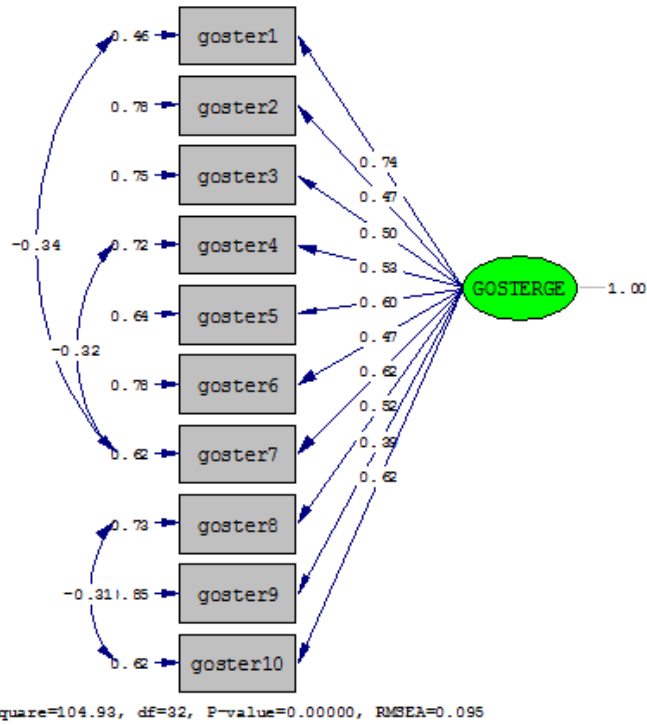 0.46 goster1
0.78 goster2
0.75 goster3
0.72 goster4
0.64 goster5
0.78 goster6
0.62 goster7
0.73 goster8
.85 goster9
0.62 goster10
-0.34
-0.32
-0.31
0.74
0.47
0.50
0.53
0.60
0.47
0.62
0.52
0.39
0.62
GOSTERGE 1.00
quare=104.93, df=32, P-value=0.00000, RMSEA=0.095